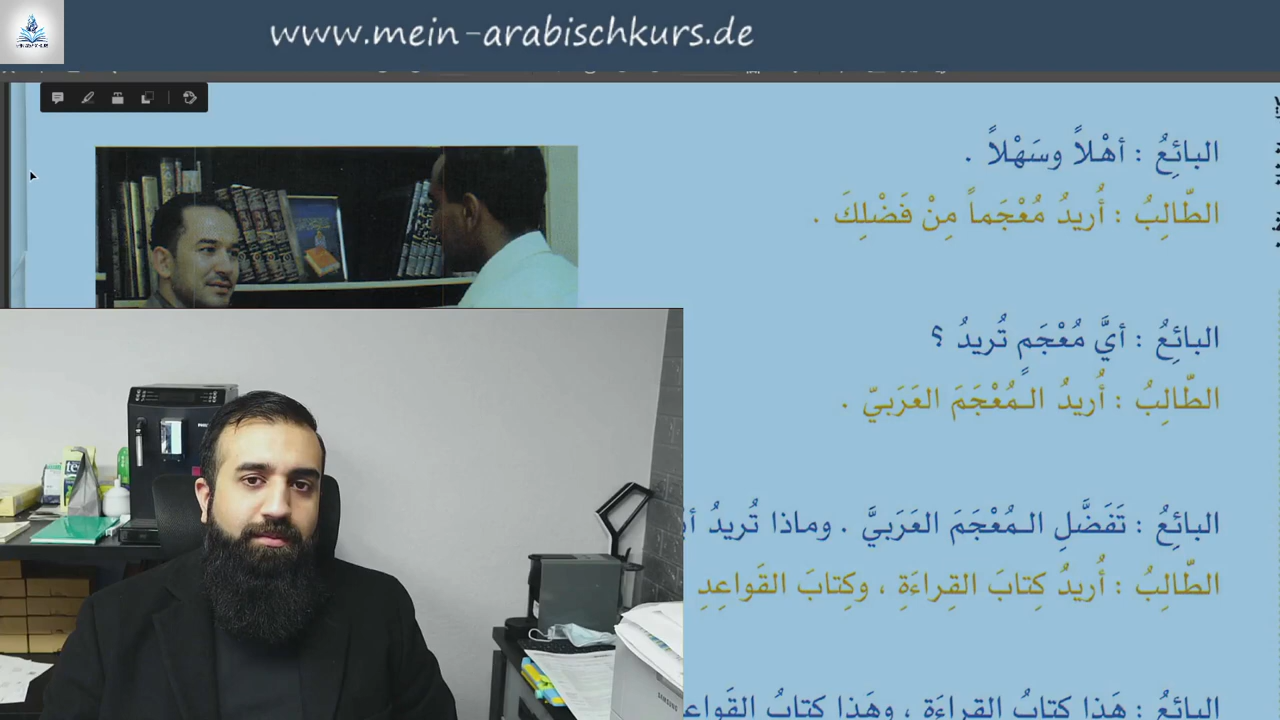 www.mein-arabischkurs.de
البائِعُ : أهْلاً وسَهْلاً .
الطّالِبُ : أُريدُ مُعْجَماً مِنْ فَضْلِكَ .
البائِعُ : أيَّ مُعْجَمٍ تُريدُ ؟
الطّالِبُ : أُريدُ الـمُعْجَمَ العَرَبيّ .
البائِعُ : تَفَضَّلِ الـمُعْجَمَ العَرَبيَّ . وماذا تُريدُ
الطّالِبُ : أُريدُ كِتابَ القِراءَةِ ، وكِتابَ القَواعِدِ
البائِعُ : هَذا كِتابُ القِراءَةِ ، وهَذا كِتابُ
SAMSUNG